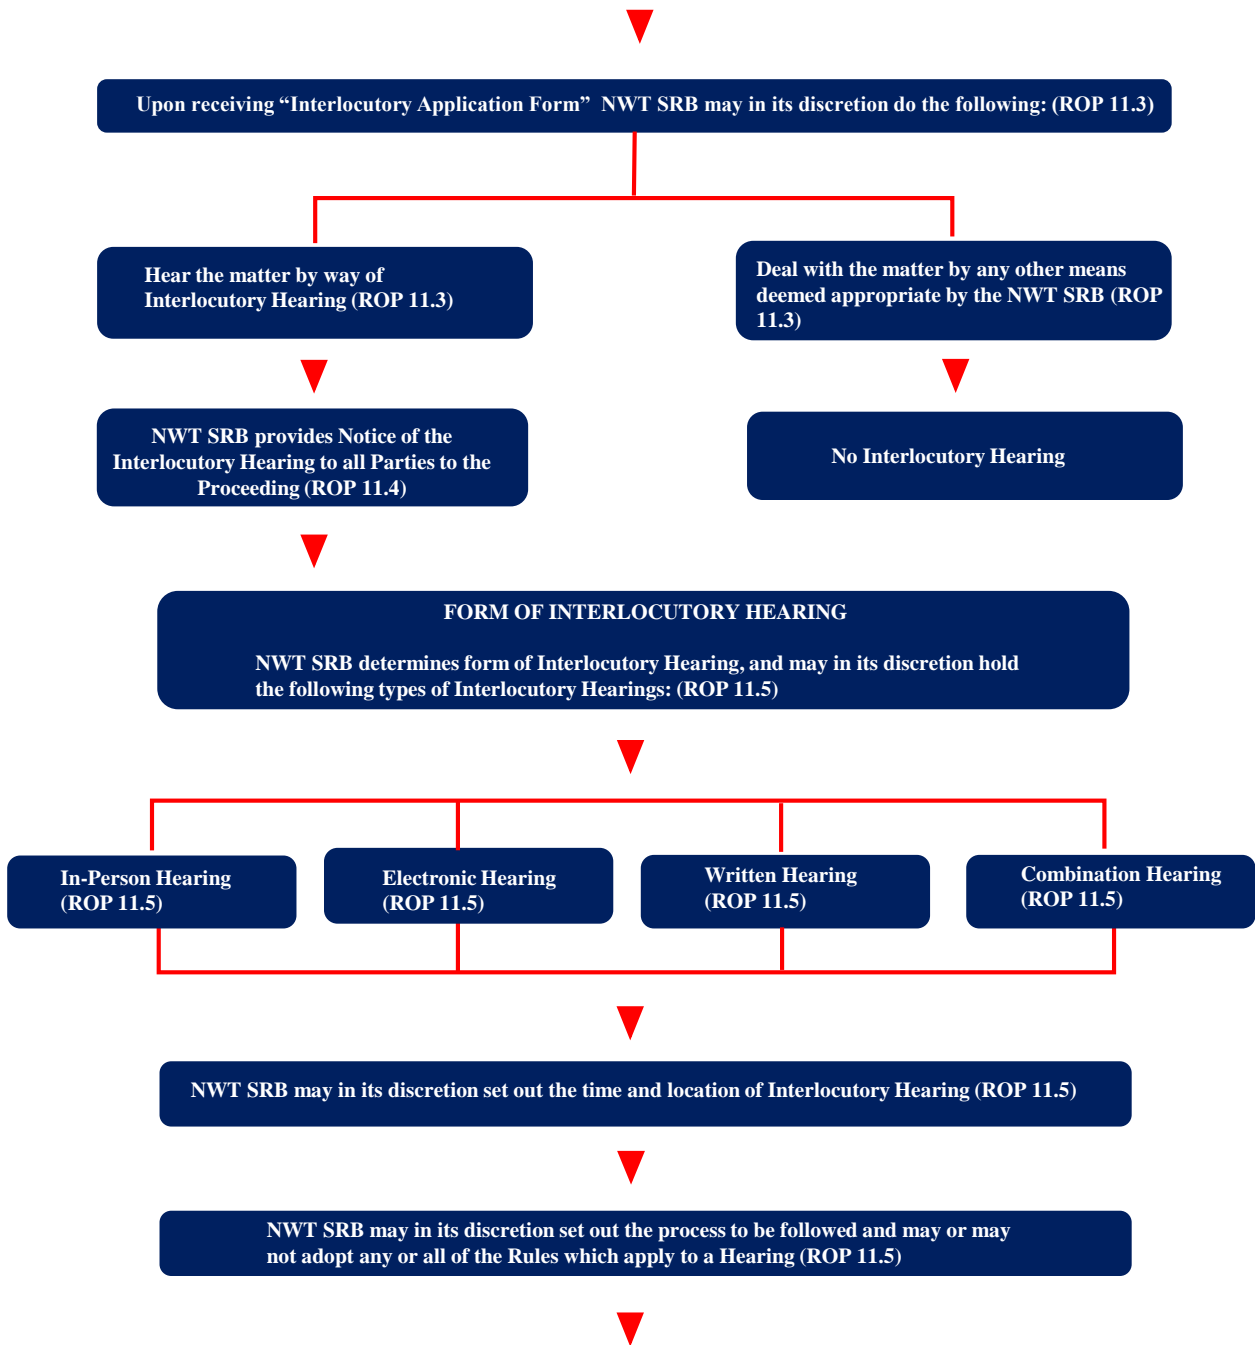 Upon receiving “Interlocutory Application Form”  NWT SRB may in its discretion do the following: (ROP 11.3)
Hear the matter by way of
Interlocutory Hearing (ROP 11.3)
Deal with the matter by any other means
deemed appropriate by the NWT SRB (ROP
11.3)
NWT SRB provides Notice of the
Interlocutory Hearing to all Parties to the
Proceeding (ROP 11.4)
No Interlocutory Hearing
FORM OF INTERLOCUTORY HEARING
NWT SRB determines form of Interlocutory Hearing, and may in its discretion hold
the following types of Interlocutory Hearings: (ROP 11.5)
In-Person Hearing
(ROP 11.5)
Electronic Hearing
(ROP 11.5)
Written Hearing
(ROP 11.5)
Combination Hearing
(ROP 11.5)
NWT SRB may in its discretion set out the time and location of Interlocutory Hearing (ROP 11.5)
NWT SRB may in its discretion set out the process to be followed and may or may
not adopt any or all of the Rules which apply to a Hearing (ROP 11.5)